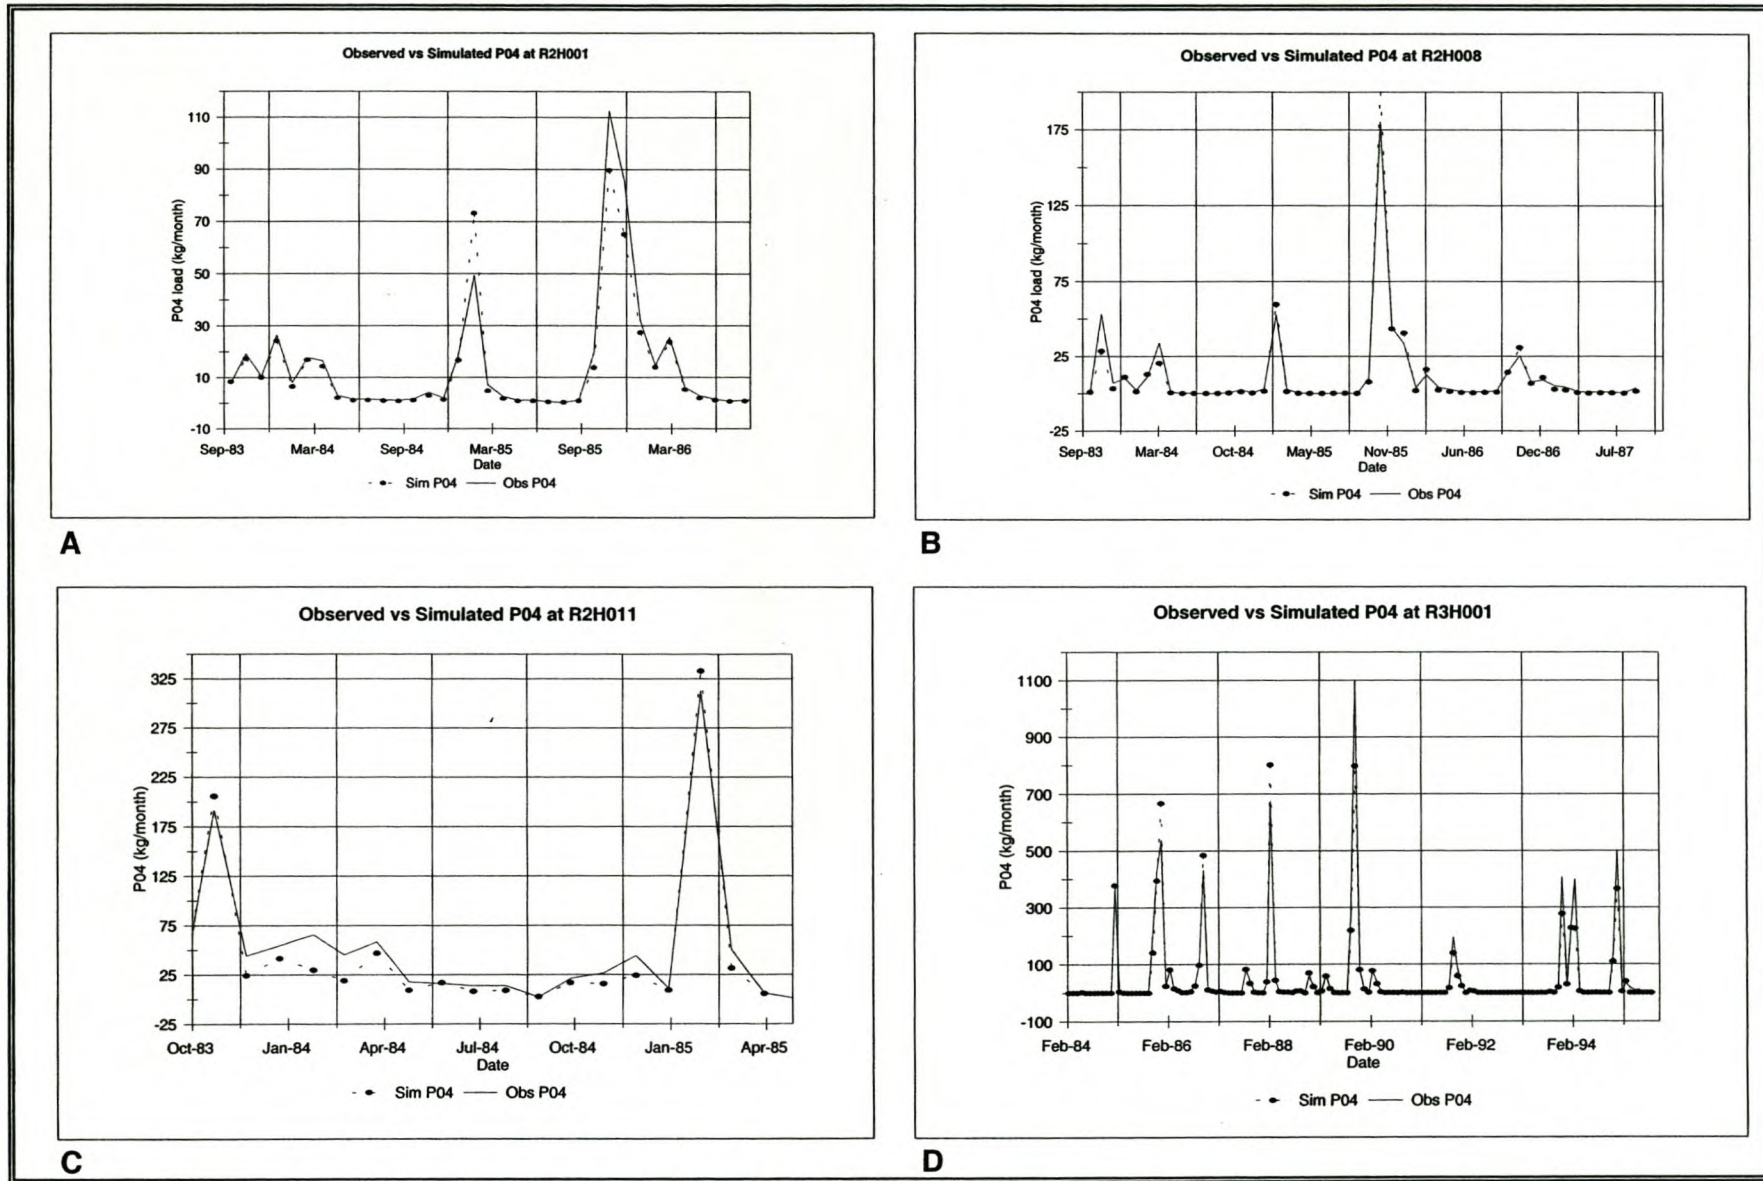 Observed vs Simulated P04 at R2H001
P04 load (kg/month)
110
90
70
50
30
10
-10
Sep-83 Mar-84 Sep-84 Mar-85 Sep-85 Mar-86
Date
Sim P04 Obs P04
A
Observed vs Simulated P04 at R2H008
P04 load (kg/month)
175
125
75
25
-25
Sep-83 Mar-84 Oct-84 May-85 Nov-85 Jun-86 Dec-86 Jul-87
Date
Sim P04 Obs P04
B
Observed vs Simulated P04 at R2H011
P04 (kg/month)
325
275
225
175
125
75
25
-25
Oct-83 Jan-84 Apr-84 Jul-84 Oct-84 Jan-85 Apr-85
Date
Sim P04 Obs P04
C
Observed vs Simulated P04 at R3H001
P04 (kg/month)
1100
900
700
500
300
100
-100
Feb-84 Feb-86 Feb-88 Feb-90 Feb-92 Feb-94
Date
Sim P04 Obs P04
D